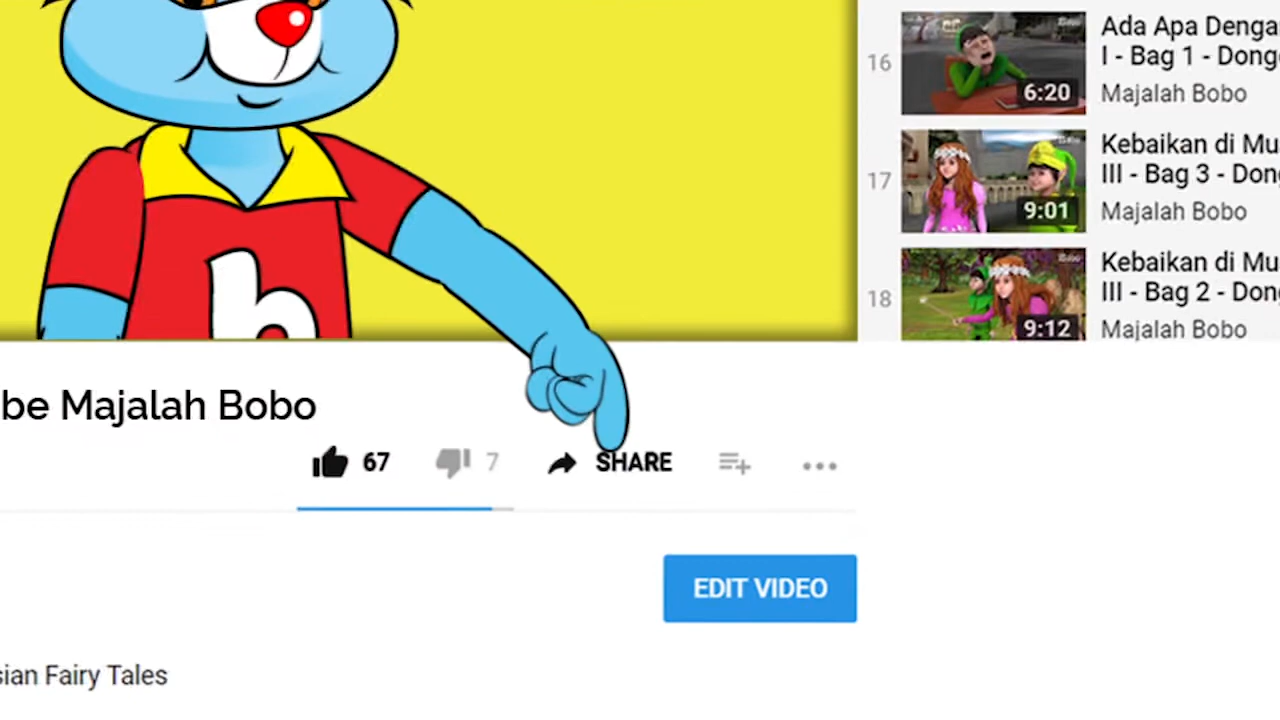 b
16
6:20
Ada Apa Denga
I - Bag 1 - Dong
Majalah Bobo
17
9:01
Kebaikan di Mu
III - Bag 3 - Don
Majalah Bobo
18
9:12
Kebaikan di Mu
III - Bag 2 - Don
Majalah Bobo
be Majalah Bobo
67
7
SHARE
EDIT VIDEO
sian Fairy Tales